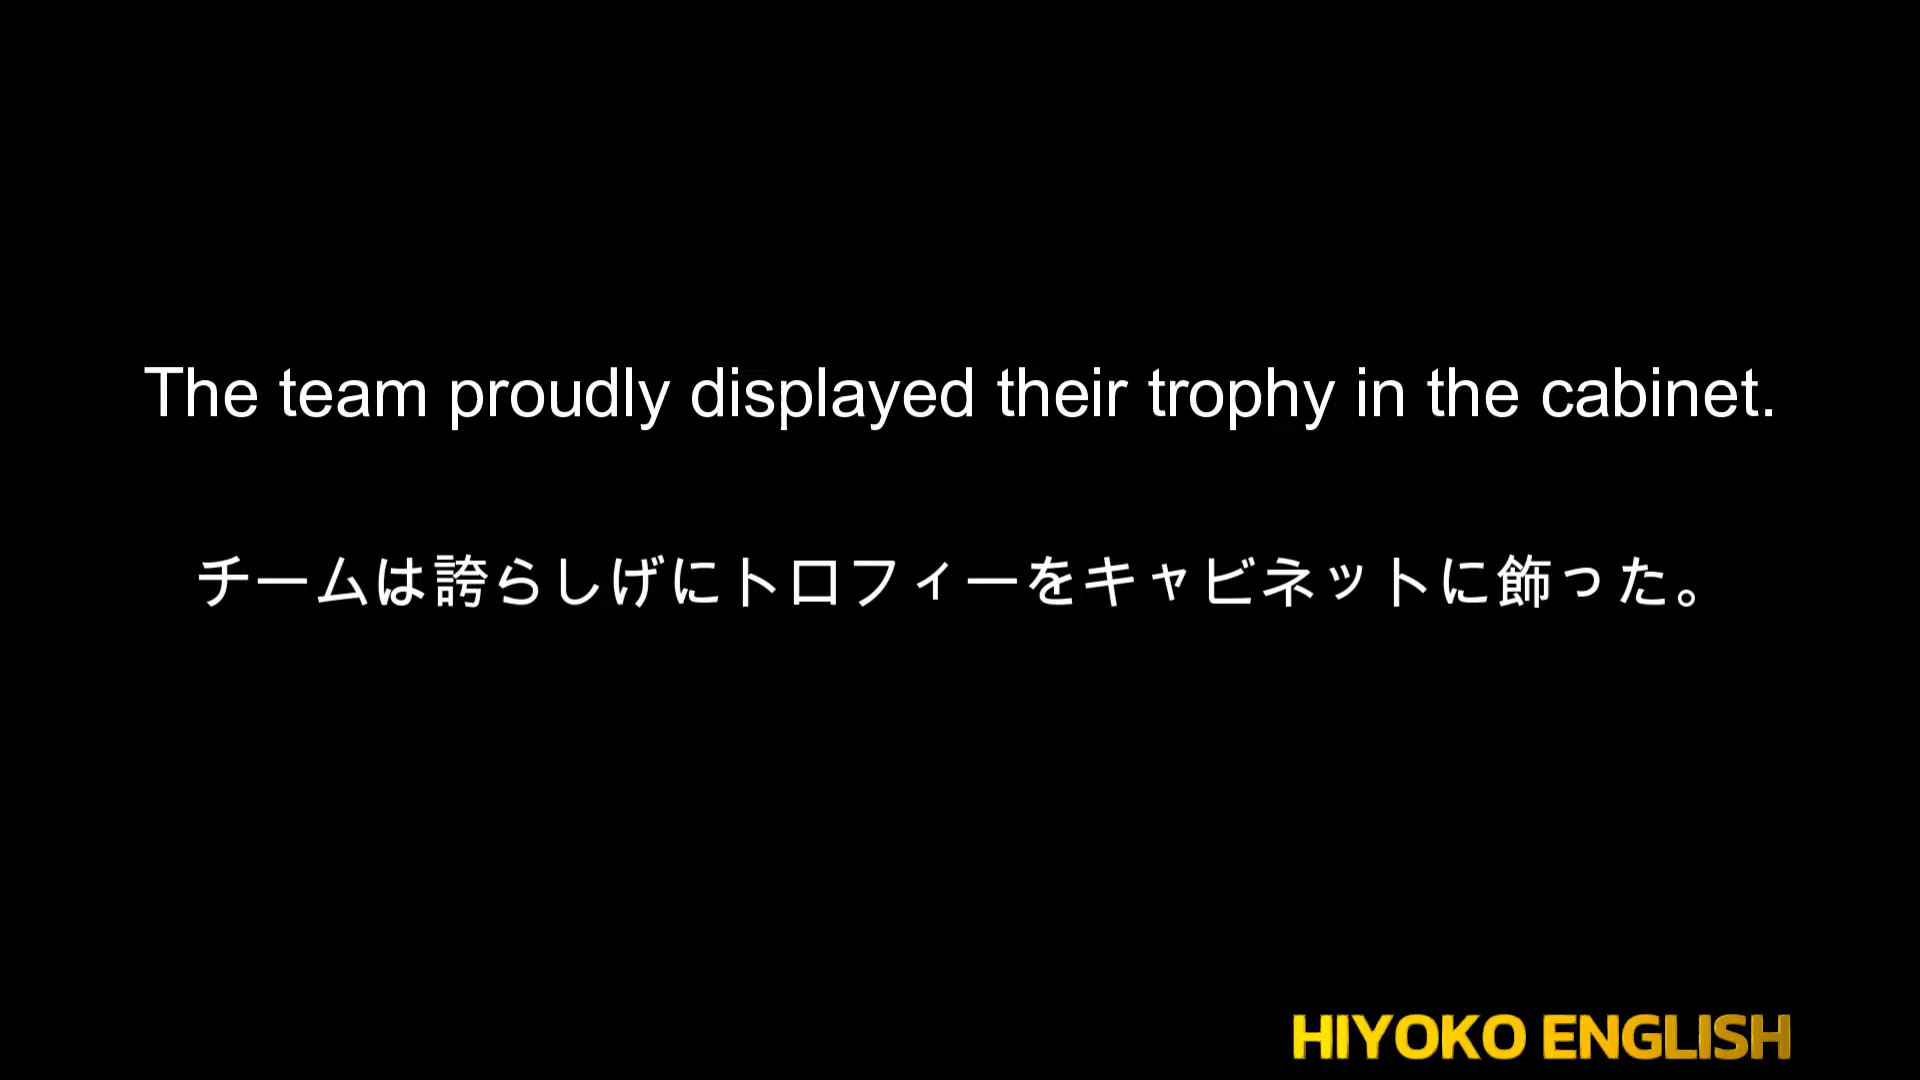 The team proudly displayed their trophy in the cabinet.
チームは誇らしげにトロフィーをキャビネットに飾った。
HIYOKO ENGLISH